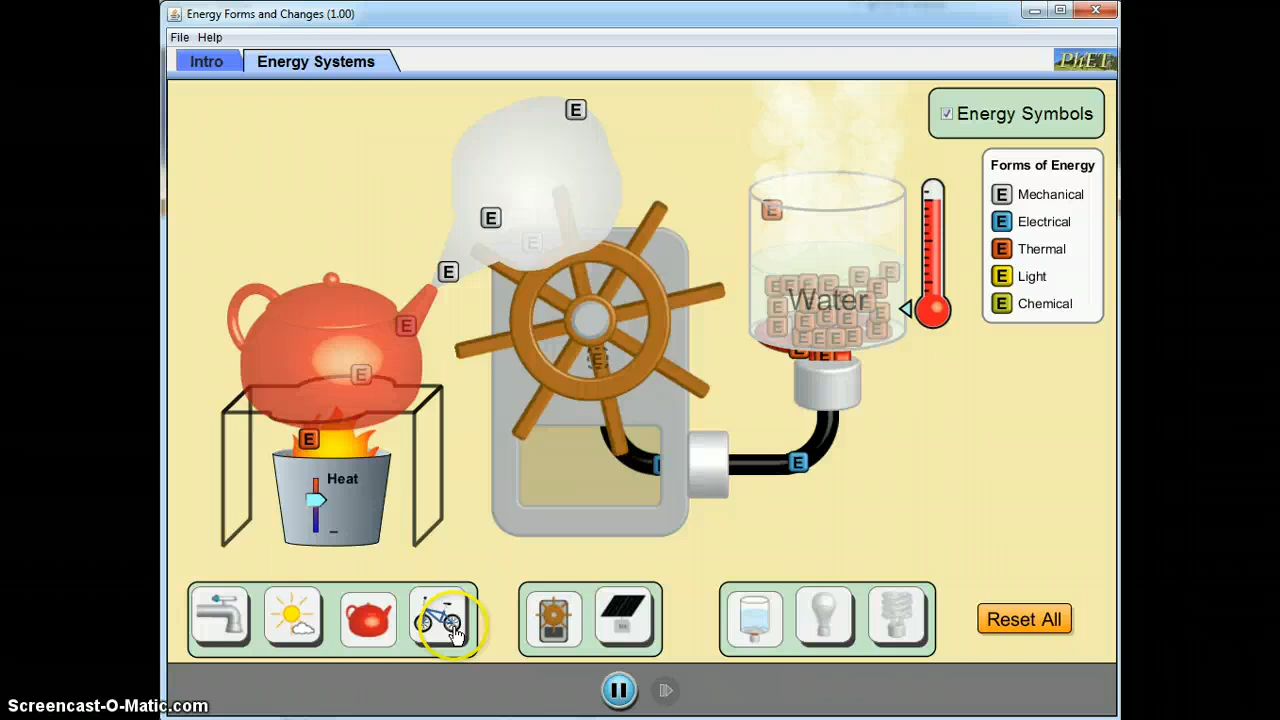 Energy Forms and Changes (1.00)
File Help
Intro
Energy Systems
PhET
Energy Symbols
Forms of Energy
E Mechanical
E Electrical
E Thermal
E Light
E Chemical
E
E
E
E
E
E
E
E
E
Water
E
Heat
Reset All
Screencast-O-Matic.com